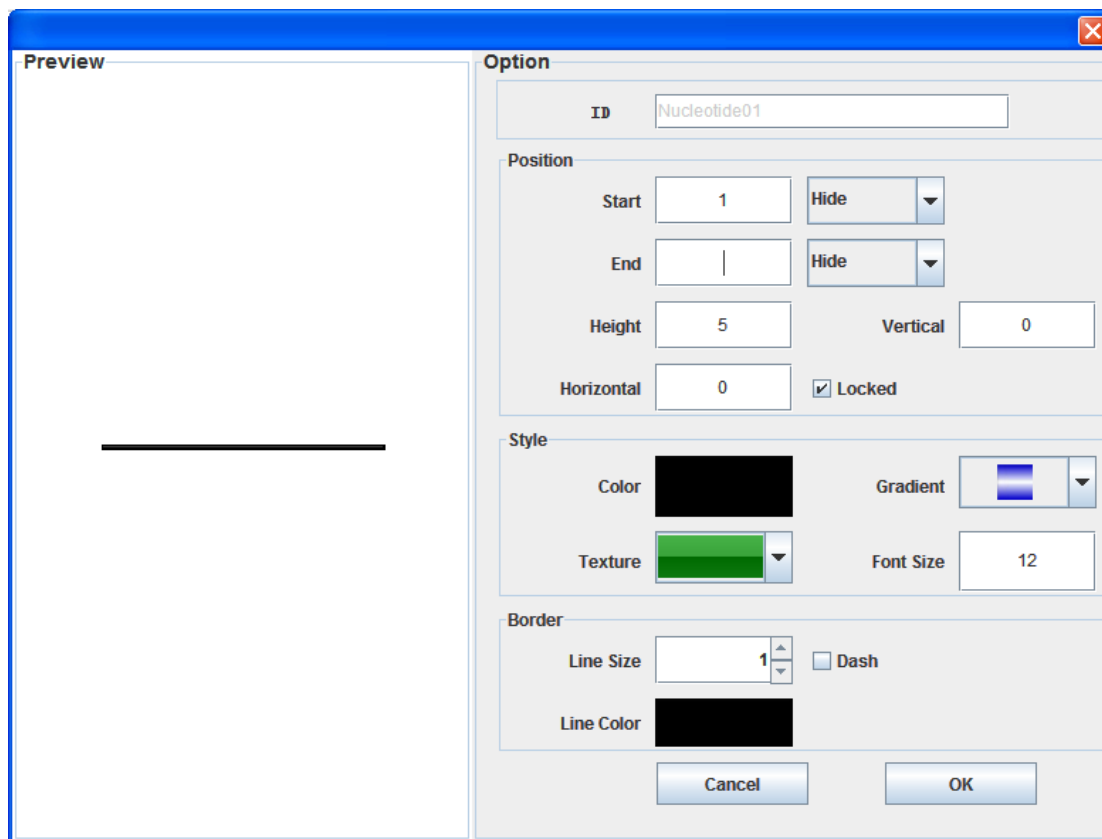 Preview
Option
ID Nucleotide01
Position
Start 1 Hide
End Hide
Height 5 Vertical 0
Horizontal 0 Locked
Style
Color Gradient
Texture Font Size 12
Border
Line Size 1 Dash
Line Color
Cancel OK